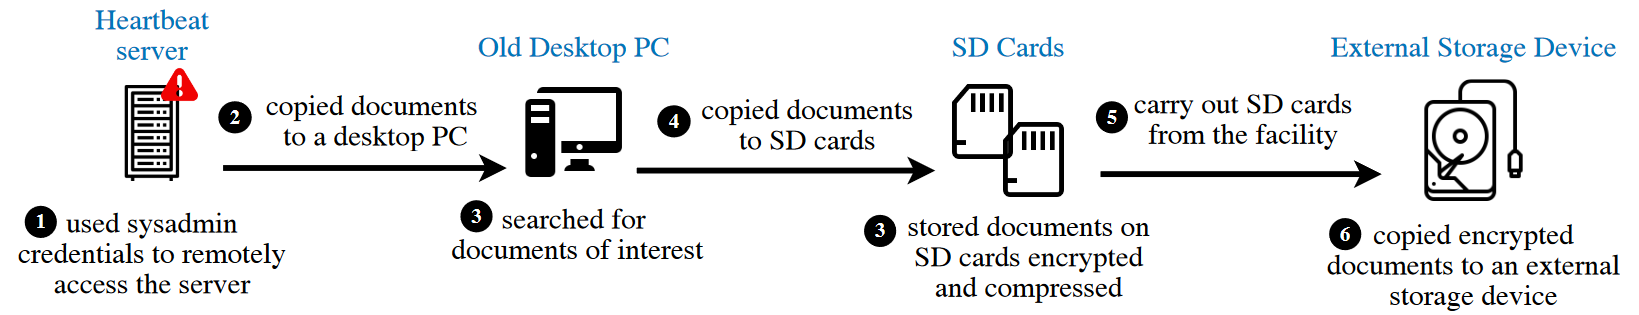 Heartbeat
server
1 used sysadmin
credentials to remotely
access the server
2 copied documents
to a desktop PC
Old Desktop PC
3 searched for
documents of interest
4 copied documents
to SD cards
SD Cards
3 stored documents on
SD cards encrypted
and compressed
5 carry out SD cards
from the facility
External Storage Device
6 copied encrypted
documents to an external
storage device